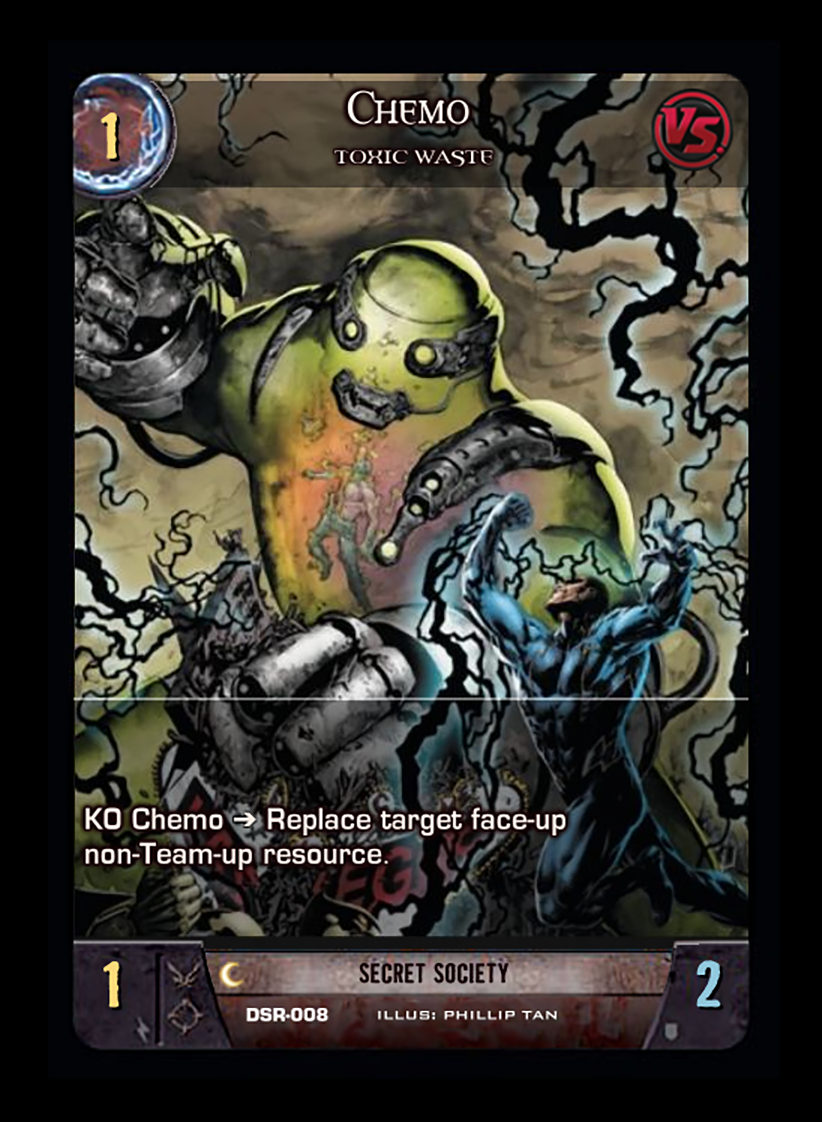 1
CHEMO
VS.
TOXIC WASTE
KO Chemo → Replace target face-up
non-Team-up resource.
1
SECRET SOCIETY
2
DSR-008
ILLUS: PHILLIP TAN